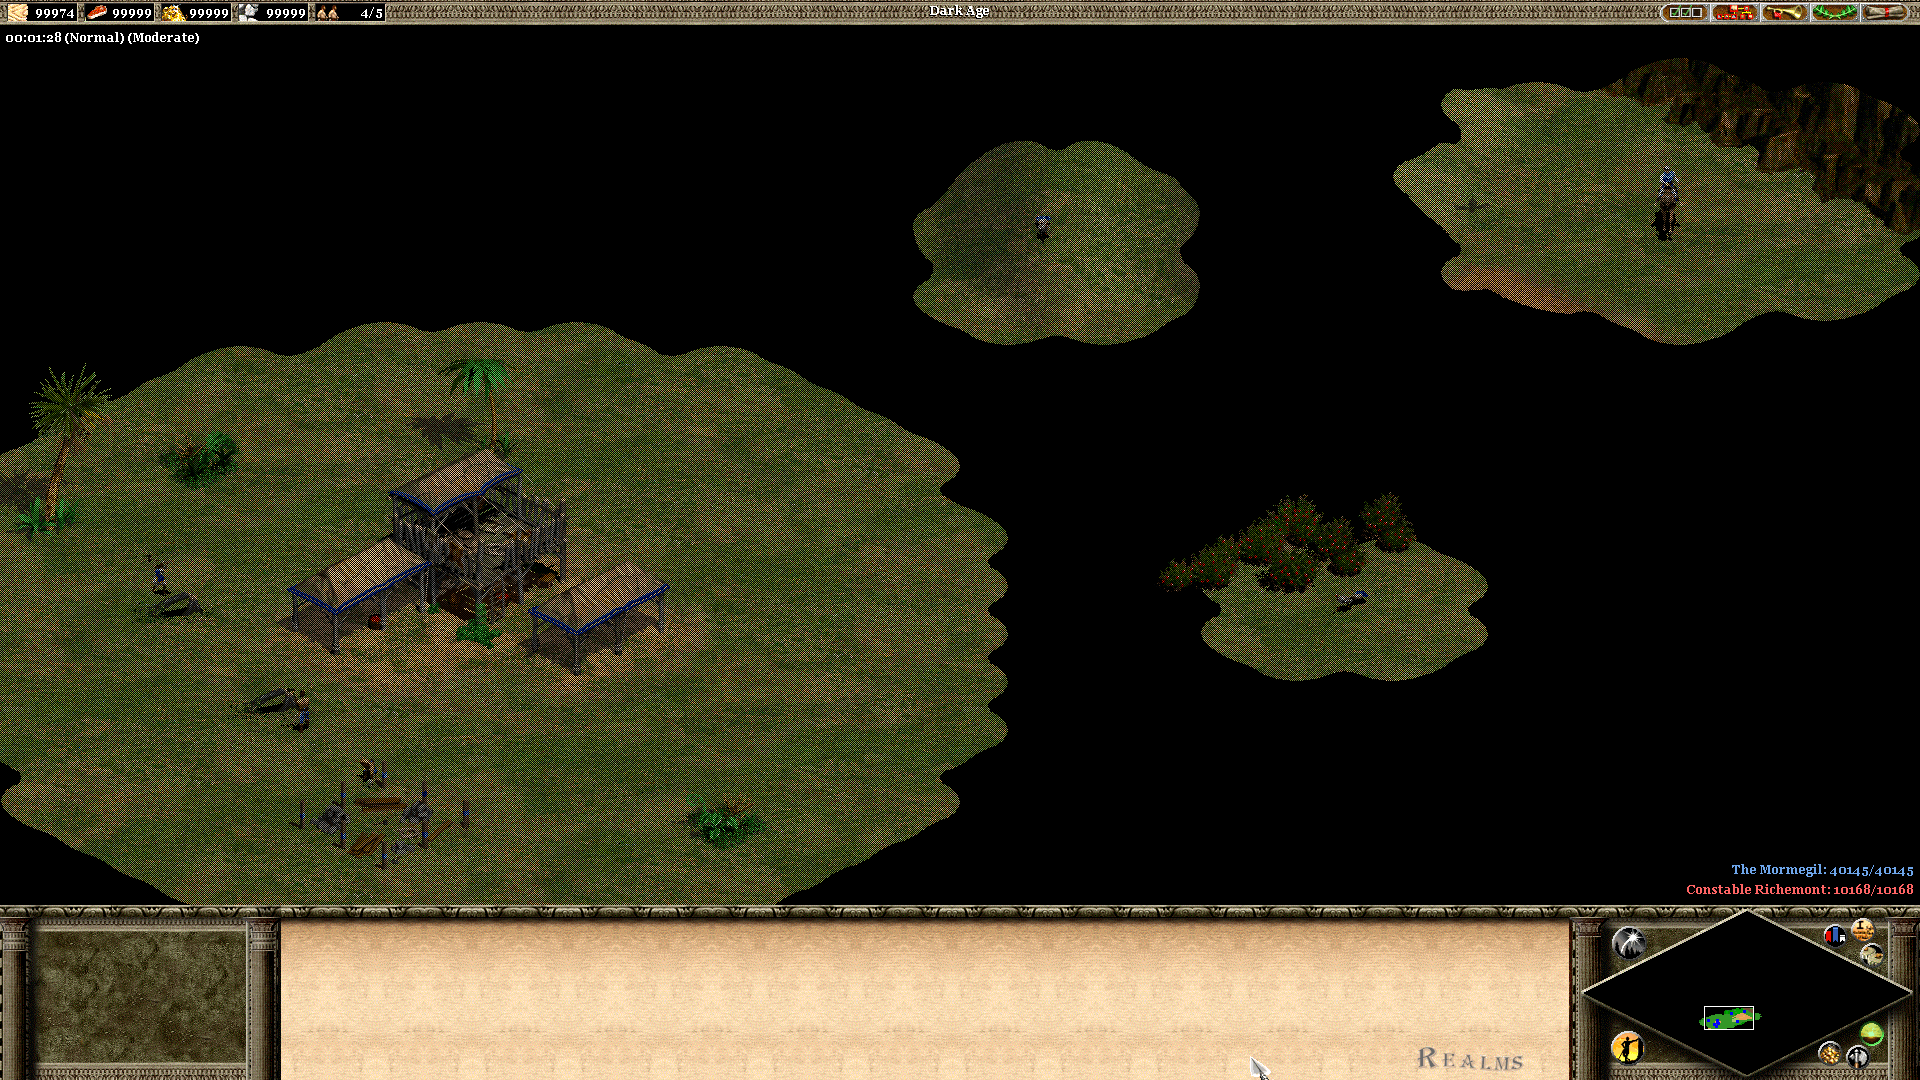 99974 99999 99999 99999 4/5
Dark Age
00:01:28 (Normal) (Moderate)
The Mormegil: 40145/40145
Constable Richemont: 10168/10168
Realms